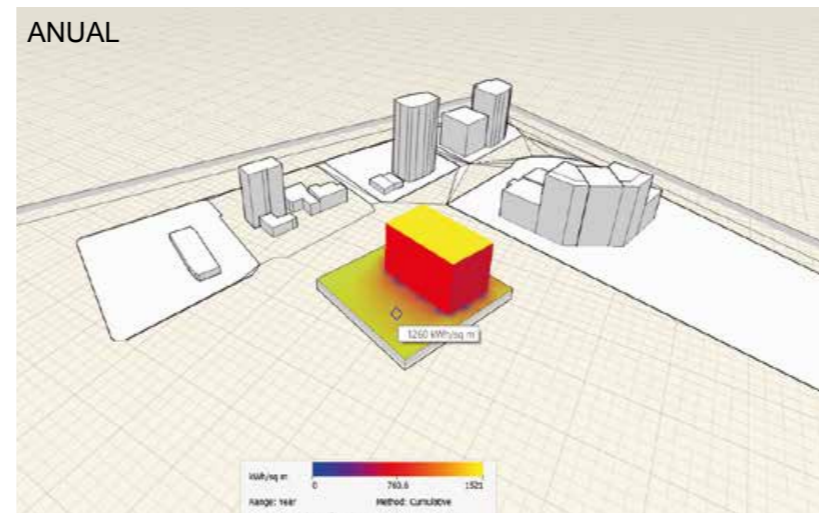 ANUAL
1260 kWh/sq m
kWh/sq m
0 760.6 1521
Range: Year Method: Cumulative